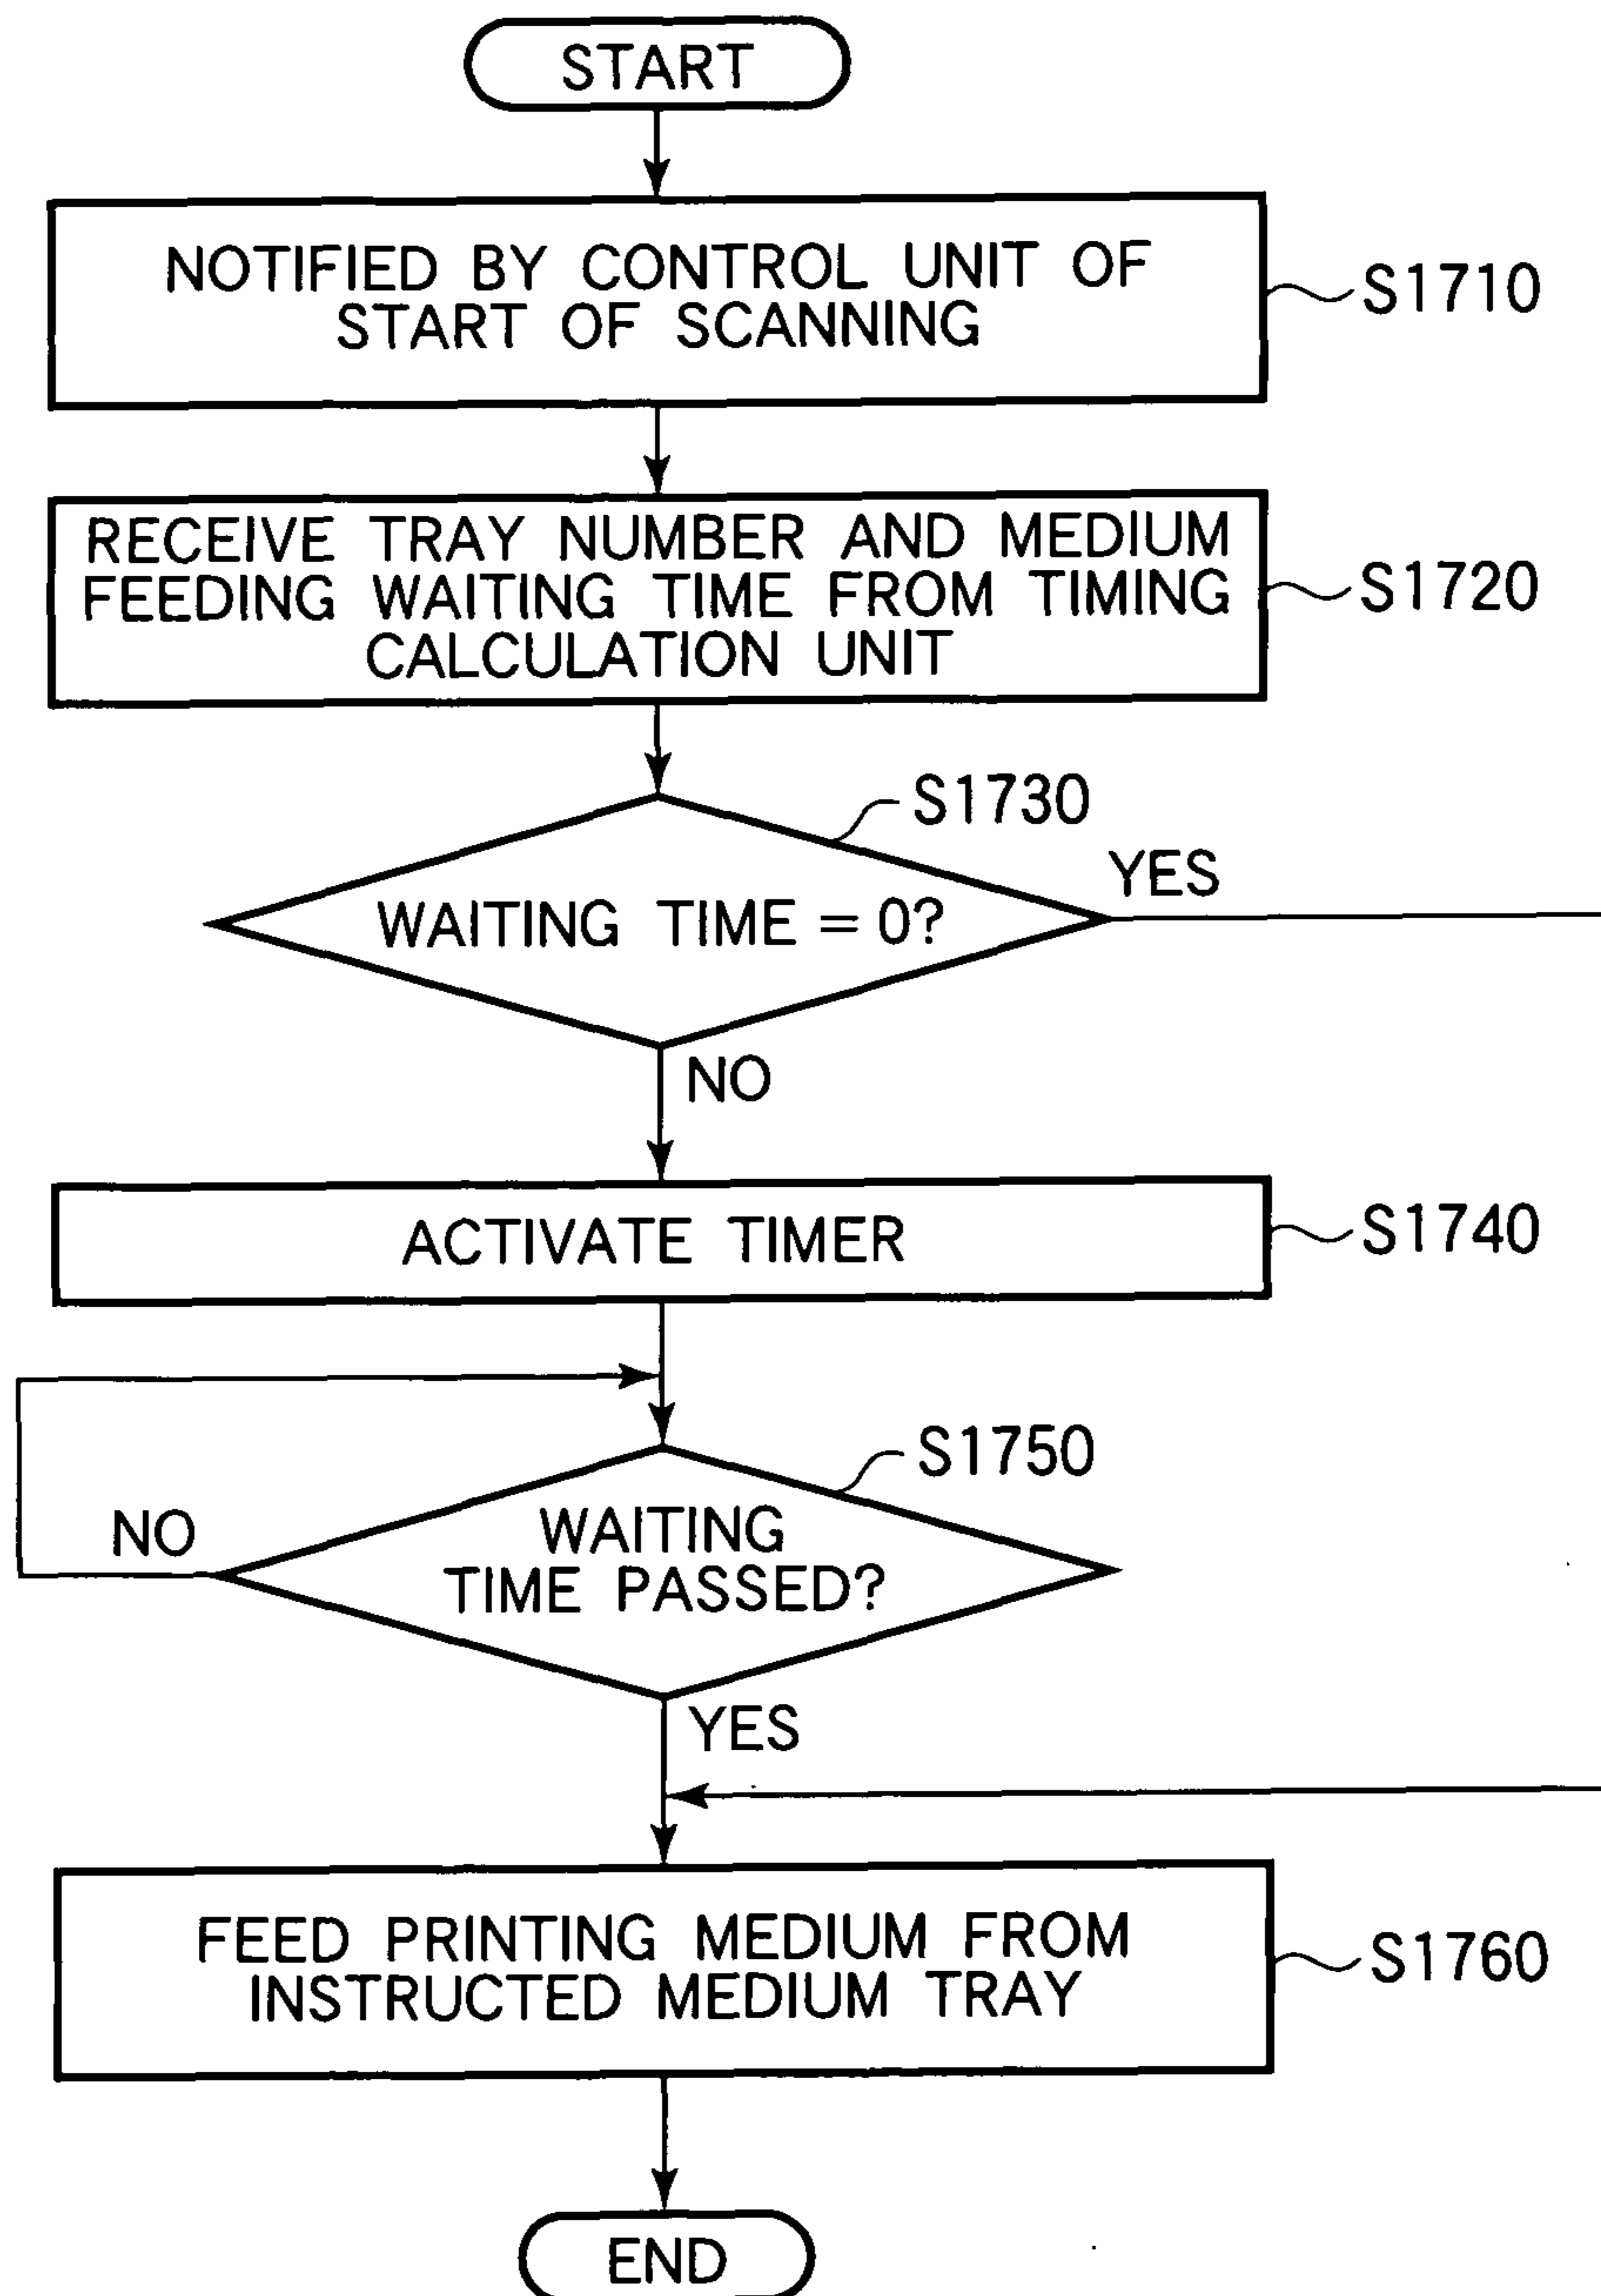 START
NOTIFIED BY CONTROL UNIT OF
START OF SCANNING
S1710
RECEIVE TRAY NUMBER AND MEDIUM
FEEDING WAITING TIME FROM TIMING
CALCULATION UNIT
S1720
S1730
YES
WAITING TIME = 0?
NO
ACTIVATE TIMER
S1740
S1750
NO
WAITING
TIME PASSED?
YES
FEED PRINTING MEDIUM FROM
INSTRUCTED MEDIUM TRAY
S1760
END